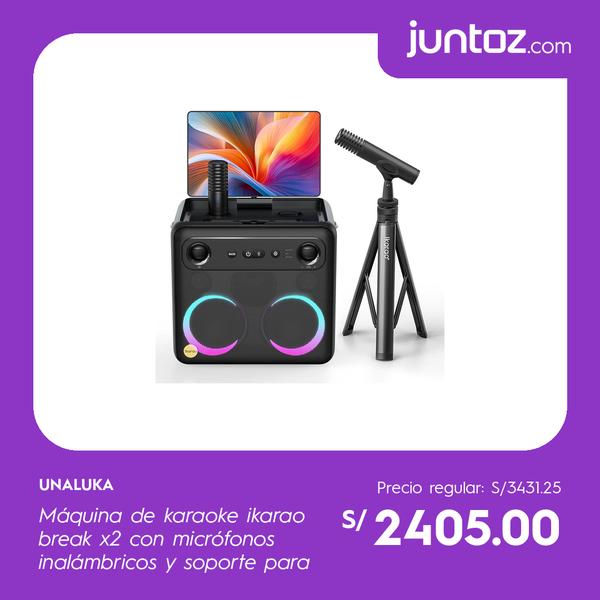 juntoz.com
ikarao
UNALUKA
Máquina de karaoke ikarao
break x2 con micrófonos
inalámbricos y soporte para
Precio regular: S/3431.25
S/ 2405.00